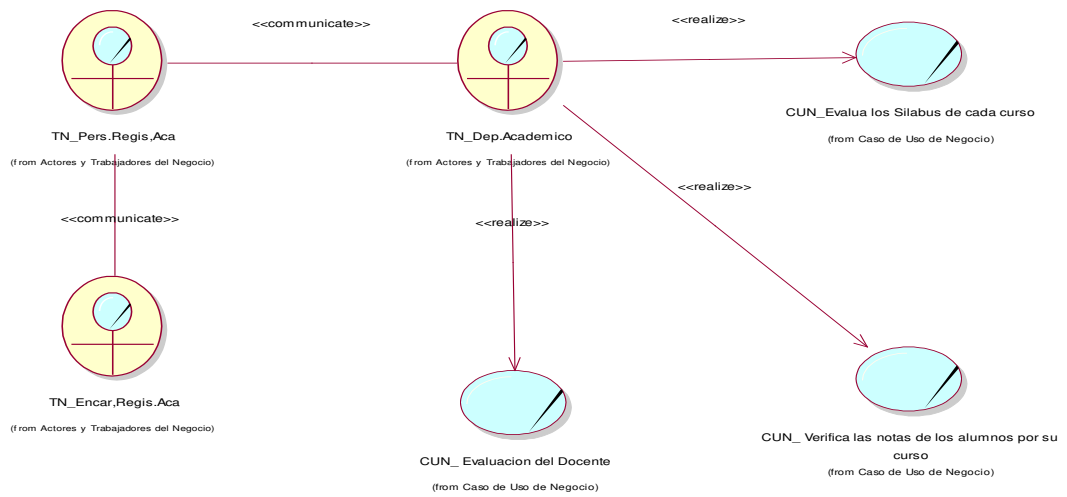 <<communicate>>
<<realize>>
TN_Pers.Regis,Aca
(from Actores y Trabajadores del Negocio)
TN_Dep.Academico
(from Actores y Trabajadores del Negocio)
CUN_Evalua los Silabus de cada curso
(from Caso de Uso de Negocio)
<<communicate>>
<<realize>>
<<realize>>
TN_Encar,Regis.Aca
(from Actores y Trabajadores del Negocio)
CUN_ Evaluacion del Docente
(from Caso de Uso de Negocio)
CUN_ Verifica las notas de los alumnos por su
curso
(from Caso de Uso de Negocio)